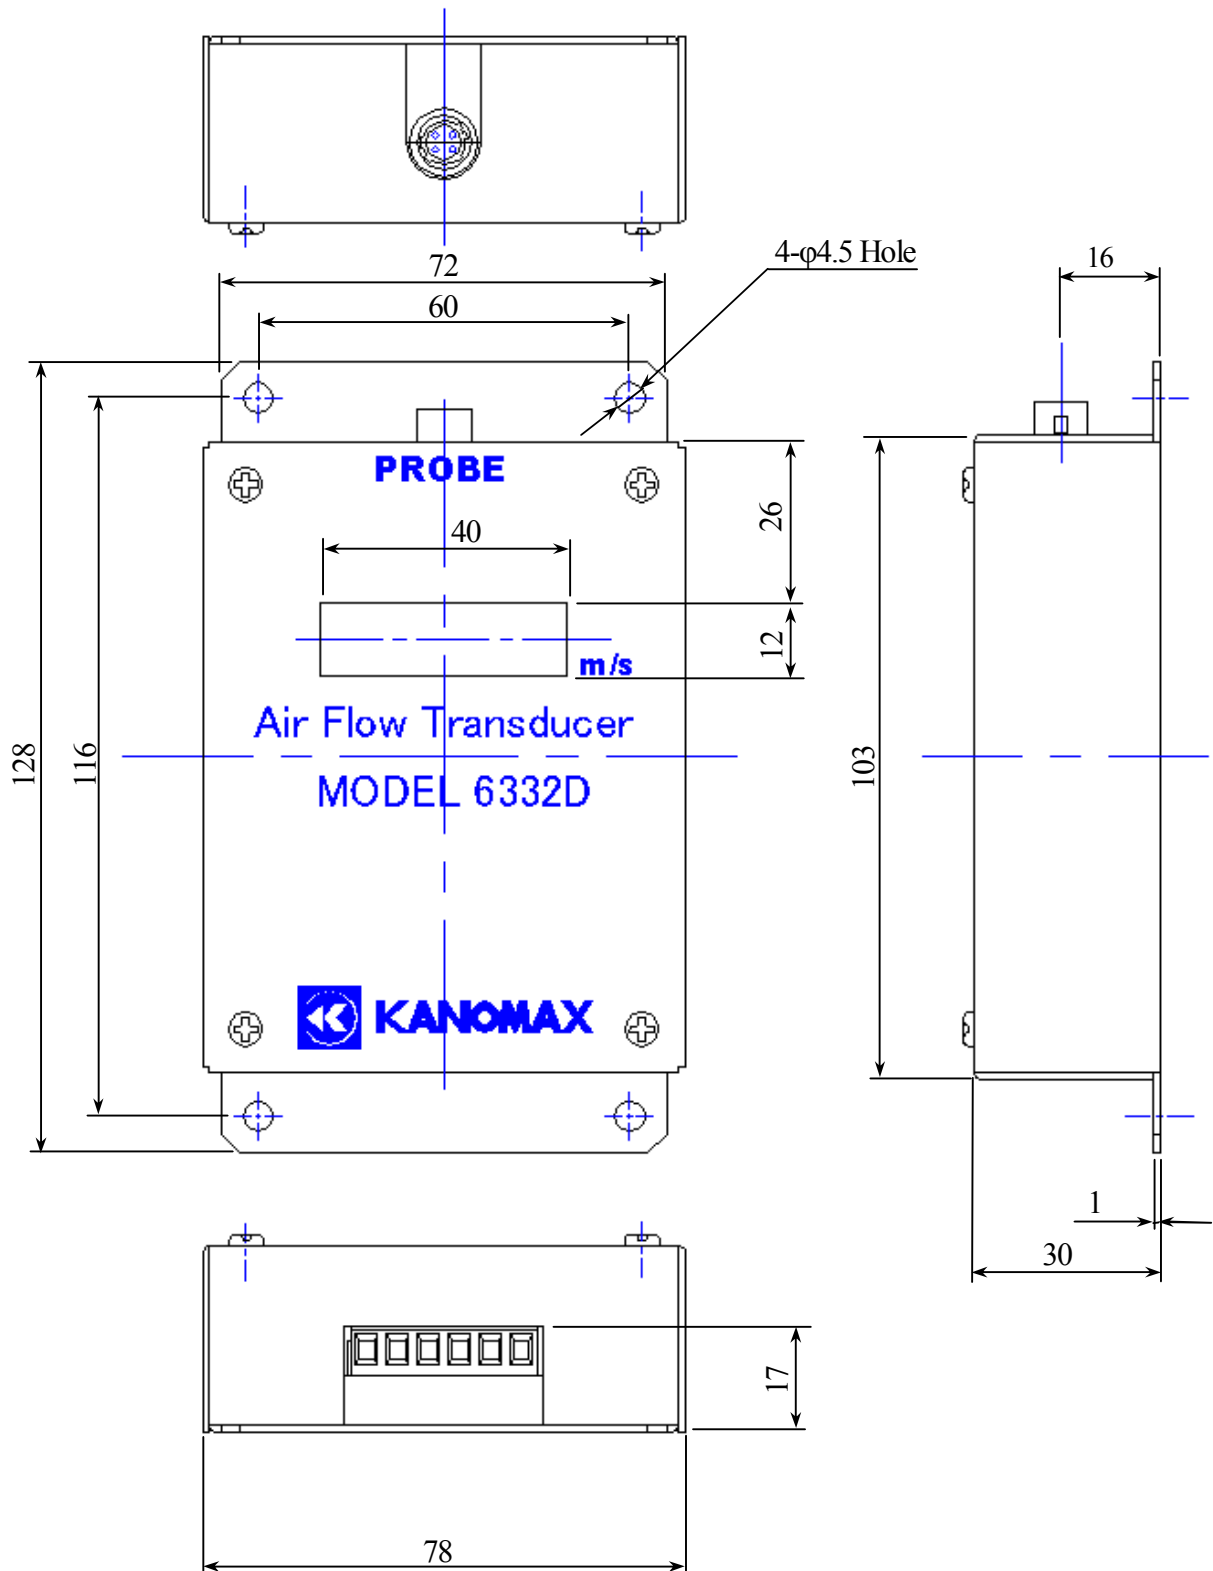 72
4-φ4.5 Hole
16
60
PROBE
26
40
12
m/s
Air Flow Transducer
128
116
103
MODEL 6332D
KANOMAX
1
30
17
78